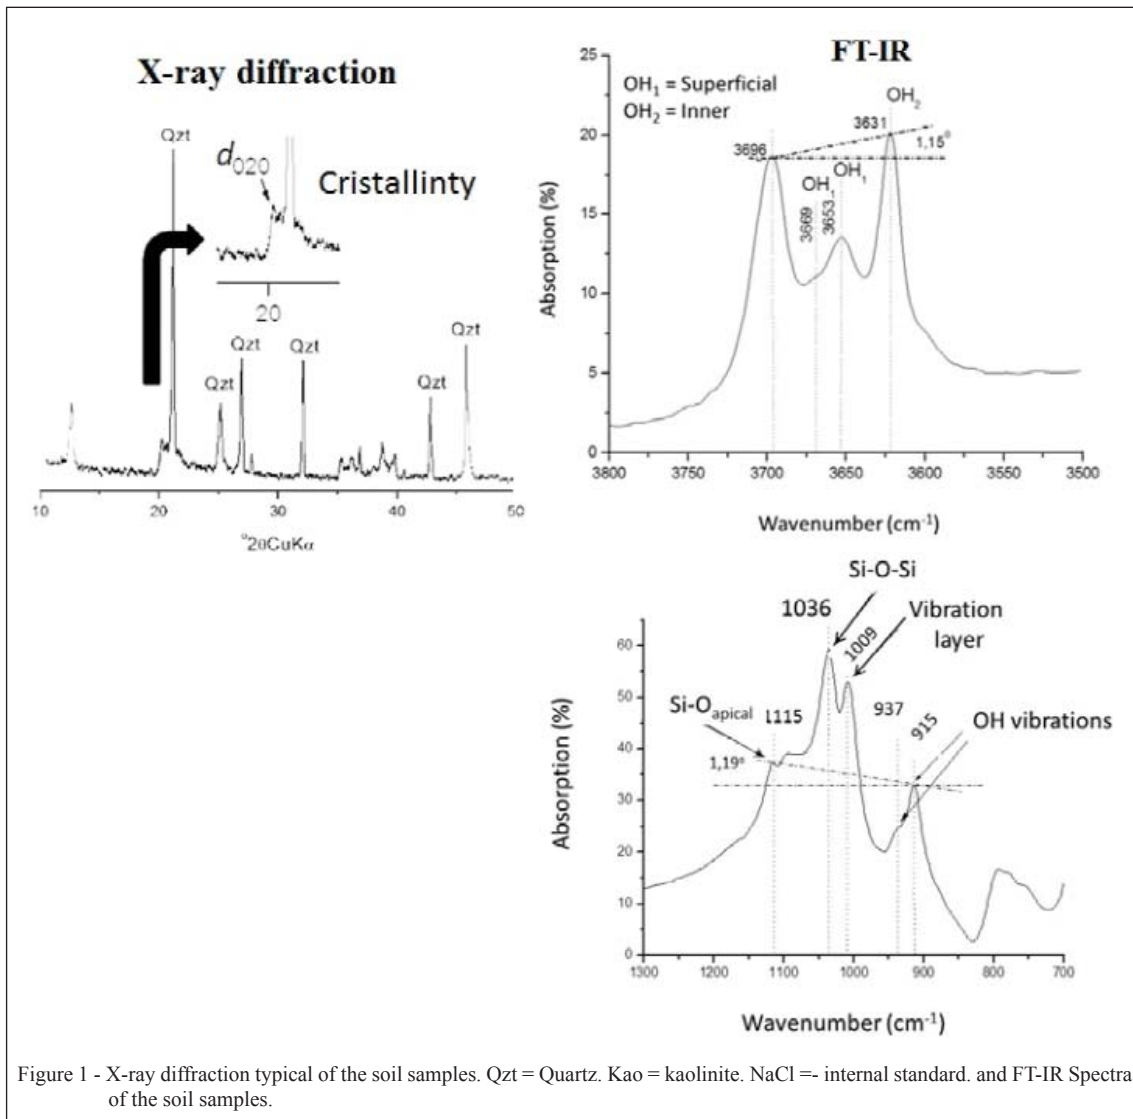 X-ray diffraction
Qzt
d020
Cristallinty
20
Qzt
Qzt
Qzt
Qzt
Qzt
10 20 30 40 50
°2θCuKα
FT-IR
OH1 = Superficial
OH2 = Inner
OH2
3696
3631
1,15º
OH1
OH1
3669
3653
Absorption (%)
25
20
15
10
5
0
3800 3750 3700 3650 3600 3550 3500
Wavenumber (cm-1)
Si-O-Si
1036
1009
Vibration
layer
Si-Oapical
1115
937
915
OH vibrations
1,19º
Absorption (%)
60
50
40
30
20
10
0
1300 1200 1100 1000 900 800 700
Wavenumber (cm-1)
Figure 1 - X-ray diffraction typical of the soil samples. Qzt = Quartz. Kao = kaolinite. NaCl =- internal standard. and FT-IR Spectra
of the soil samples.